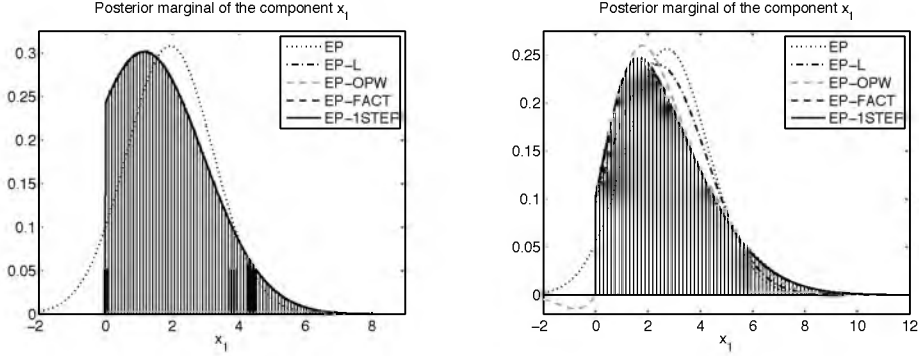 Posterior marginal of the component x1
0.3
0.25
0.2
0.15
0.1
0.05
0
-2 0 2 4 6 8
x1
EP
EP-L
EP-OPW
EP-FACT
EP-1STEP
Posterior marginal of the component x1
0.25
0.2
0.15
0.1
0.05
0
-2 0 2 4 6 8 10 12
x1
EP
EP-L
EP-OPW
EP-FACT
EP-1STEP